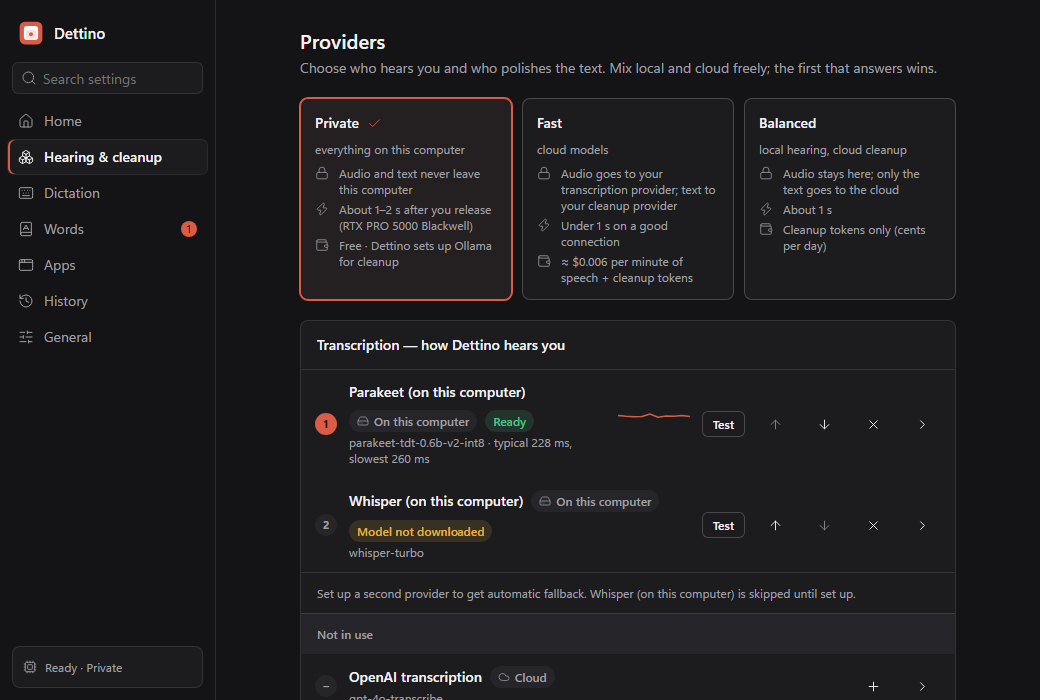 Dettino
Search settings
Home
Hearing & cleanup
Dictation
Words
1
Apps
History
General
Ready · Private
Providers
Choose who hears you and who polishes the text. Mix local and cloud freely; the first that answers wins.
Private
everything on this computer
Audio and text never leave
this computer
About 1–2 s after you release
(RTX PRO 5000 Blackwell)
Free · Dettino sets up Ollama
for cleanup
Fast
cloud models
Audio goes to your
transcription provider; text to
your cleanup provider
Under 1 s on a good
connection
≈ $0.006 per minute of
speech + cleanup tokens
Balanced
local hearing, cloud cleanup
Audio stays here; only the
text goes to the cloud
About 1 s
Cleanup tokens only (cents
per day)
Transcription — how Dettino hears you
1
Parakeet (on this computer)
On this computer
Ready
parakeet-tdt-0.6b-v2-int8 · typical 228 ms,
slowest 260 ms
Test
2
Whisper (on this computer)
On this computer
Model not downloaded
whisper-turbo
Test
Set up a second provider to get automatic fallback. Whisper (on this computer) is skipped until set up.
Not in use
OpenAI transcription
Cloud
gpt-4o-transcribe